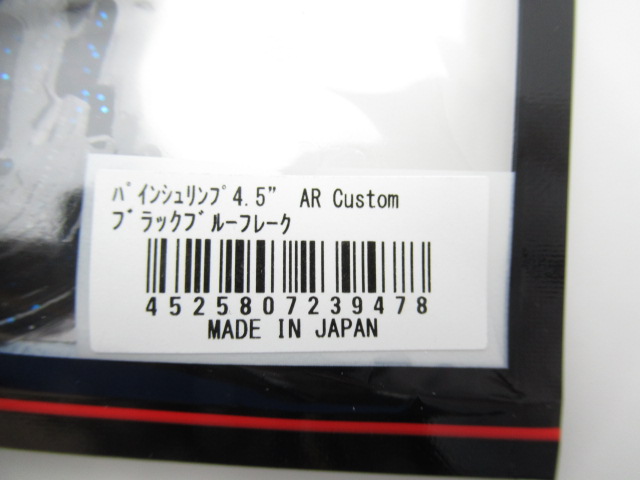 ﾊﾞｲﾝｼｭﾘﾝﾌﾟ4.5" AR Custom
ﾌﾞﾗｯｸﾌﾞﾙｰﾌﾚｰｸ
4525807239478
MADE IN JAPAN